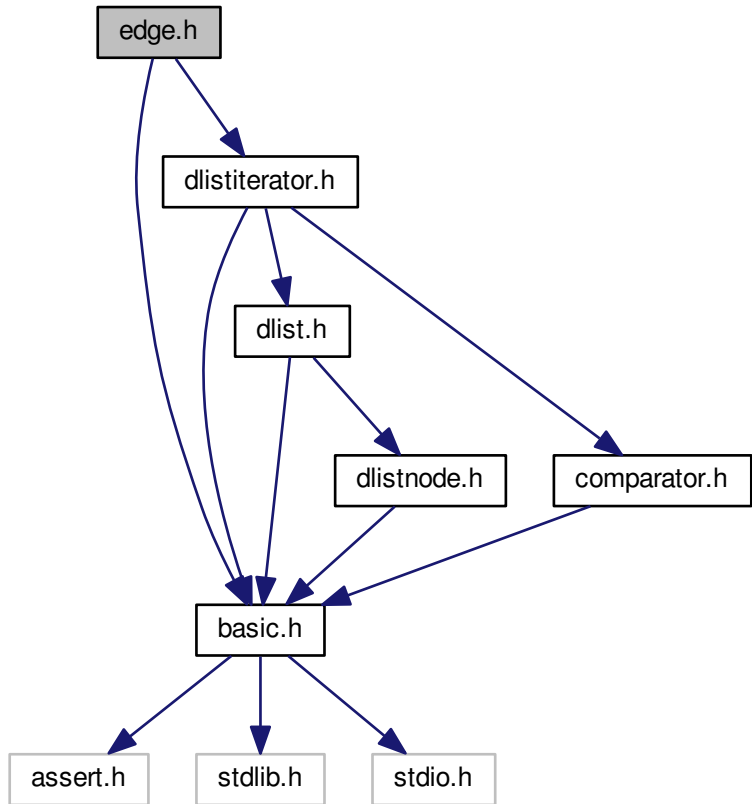 edge.h
dlistiterator.h
dlist.h
dlistnode.h
comparator.h
basic.h
assert.h
stdlib.h
stdio.h